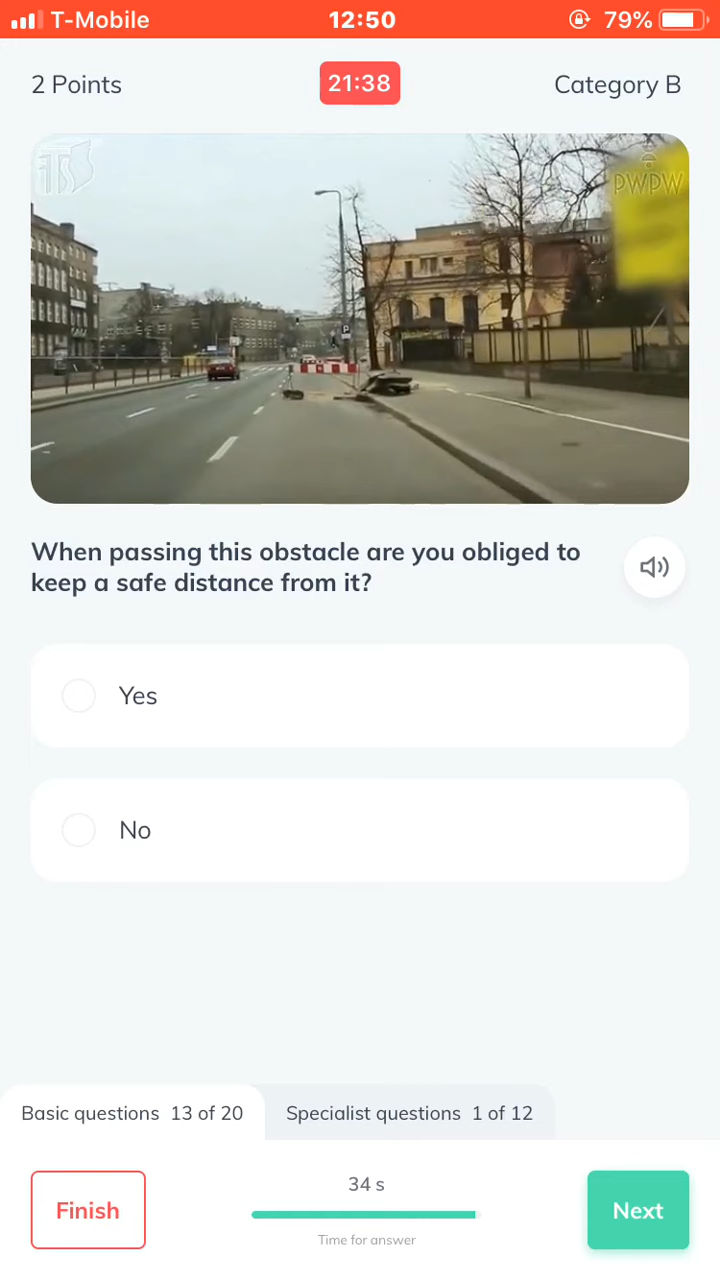 T-Mobile 12:50 79%
2 Points 21:38 Category B
ITS PWPW
P
When passing this obstacle are you obliged to
keep a safe distance from it?
Yes
No
Basic questions 13 of 20 Specialist questions 1 of 12
34 s
Finish Next
Time for answer